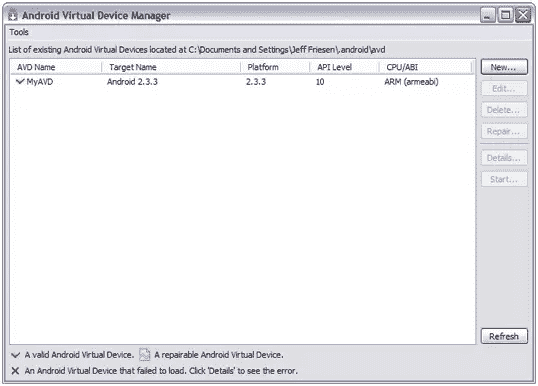 Android Virtual Device Manager
Tools
List of existing Android Virtual Devices located at C:\Documents and Settings\Jeff Friesen\.android\avd
AVD Name Target Name Platform API Level CPU/ABI
MyAVD Android 2.3.3 2.3.3 10 ARM (armeabi)
New...
Edit...
Delete...
Repair...
Details...
Start...
Refresh
A valid Android Virtual Device. A repairable Android Virtual Device.
An Android Virtual Device that failed to load. Click 'Details' to see the error.